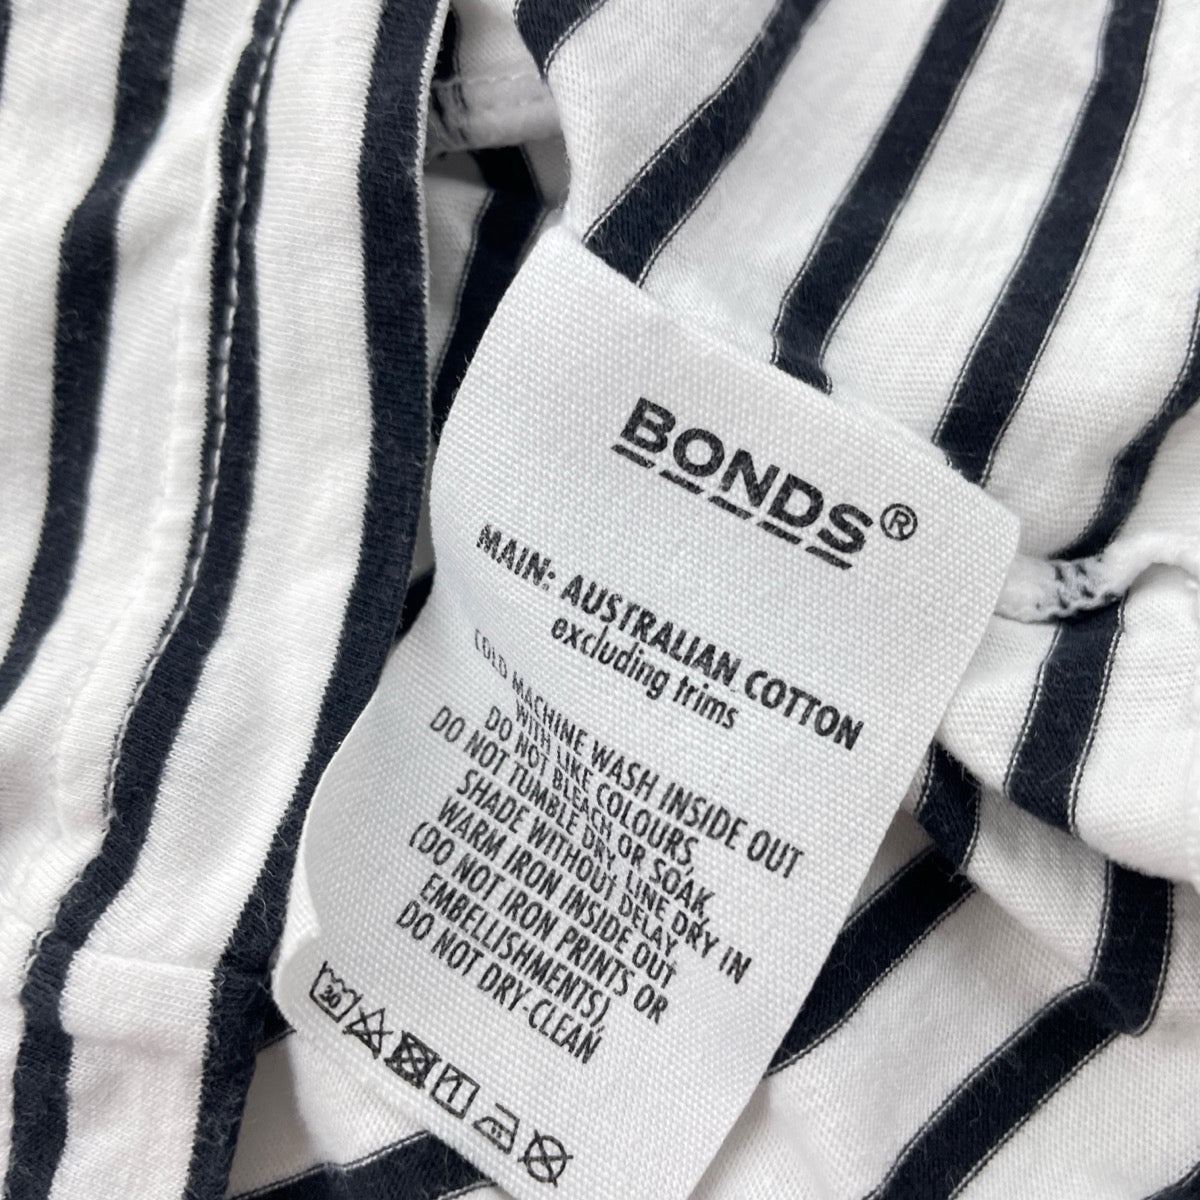 BONDS®
MAIN: AUSTRALIAN COTTON
excluding trims
COLD MACHINE WASH INSIDE OUT
WITH LIKE COLOURS,
DO NOT BLEACH OR SOAK,
DO NOT TUMBLE DRY, LINE DRY IN
SHADE WITHOUT DELAY
WARM IRON INSIDE OUT
(DO NOT IRON PRINTS OR
EMBELLISHMENTS),
DO NOT DRY-CLEAN
30